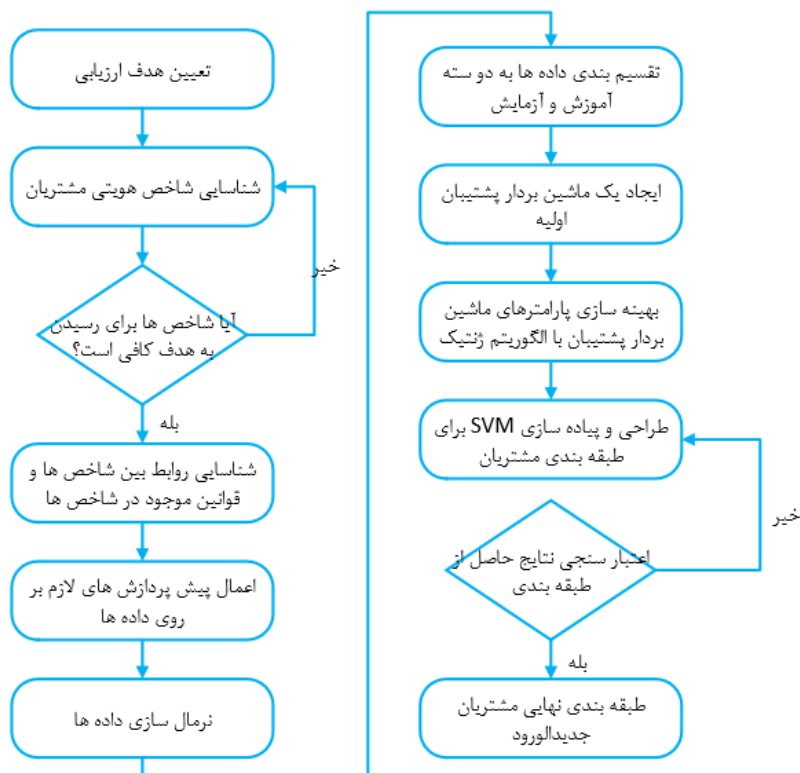 تعیین هدف ارزیابی
شناسایی شاخص هویتی مشتریان
خیر
آیا شاخص ها برای رسیدن
به هدف کافی است؟
بله
شناسایی روابط بین شاخص ها و
قوانین موجود در شاخص ها
اعمال پیش پردازش های لازم بر
روی داده ها
نرمال سازی داده ها
تقسیم بندی داده ها به دو سته
آموزش و آزمایش
ایجاد یک ماشین بردار پشتیبان
اولیه
بهینه سازی پارامترهای ماشین
بردار پشتیبان با الگوریتم ژنتیک
طراحی و پیاده سازی SVM برای
طبقه بندی مشتریان
خیر
اعتبار سنجی نتایج حاصل از
طبقه بندی
بله
طبقه بندی نهایی مشتریان
جدیدالورود